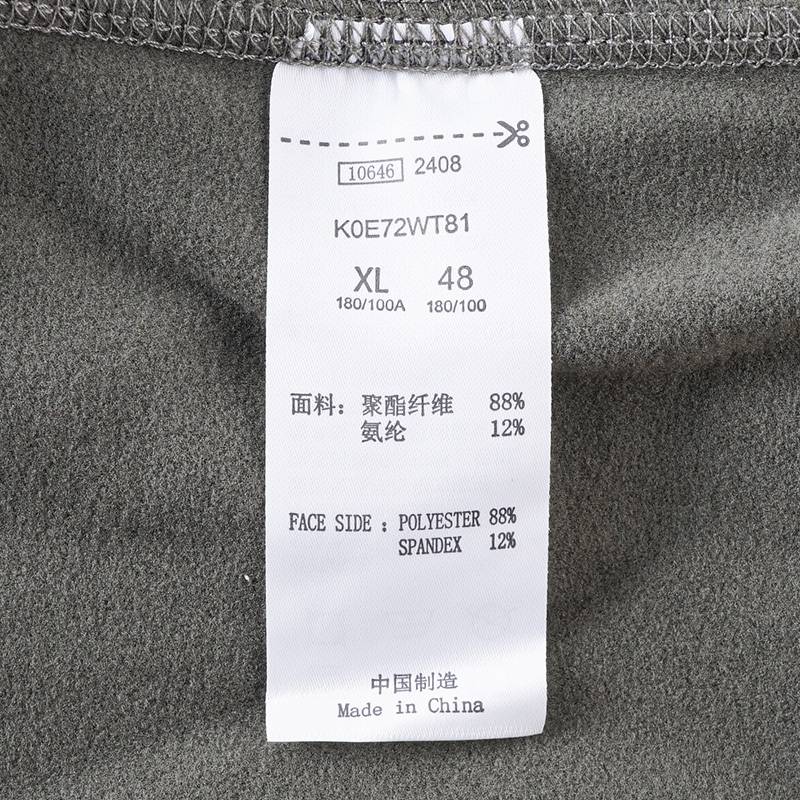 10646 2408
K0E72WT81
XL 48
180/100A 180/100
面料：聚酯纤维 88%
氨纶 12%
FACE SIDE : POLYESTER 88%
SPANDEX 12%
中国制造
Made in China